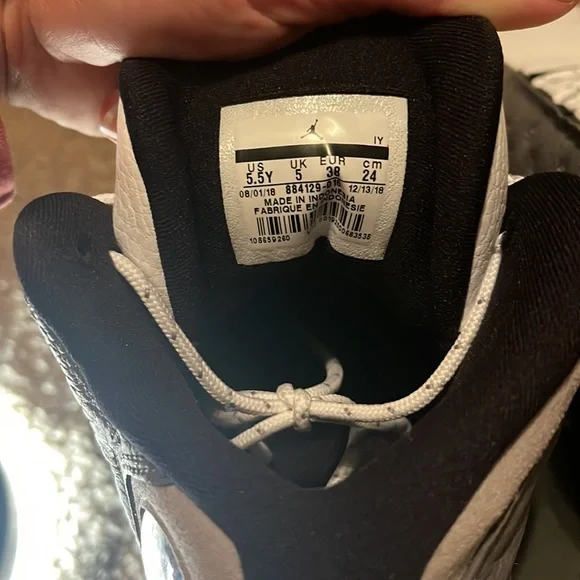 IY
US UK EUR cm
5.5Y 5 38 24
08/01/18 884129-016 12/13/18
MADE IN INDONESIA
FABRIQUE EN INDONESIE
108659260